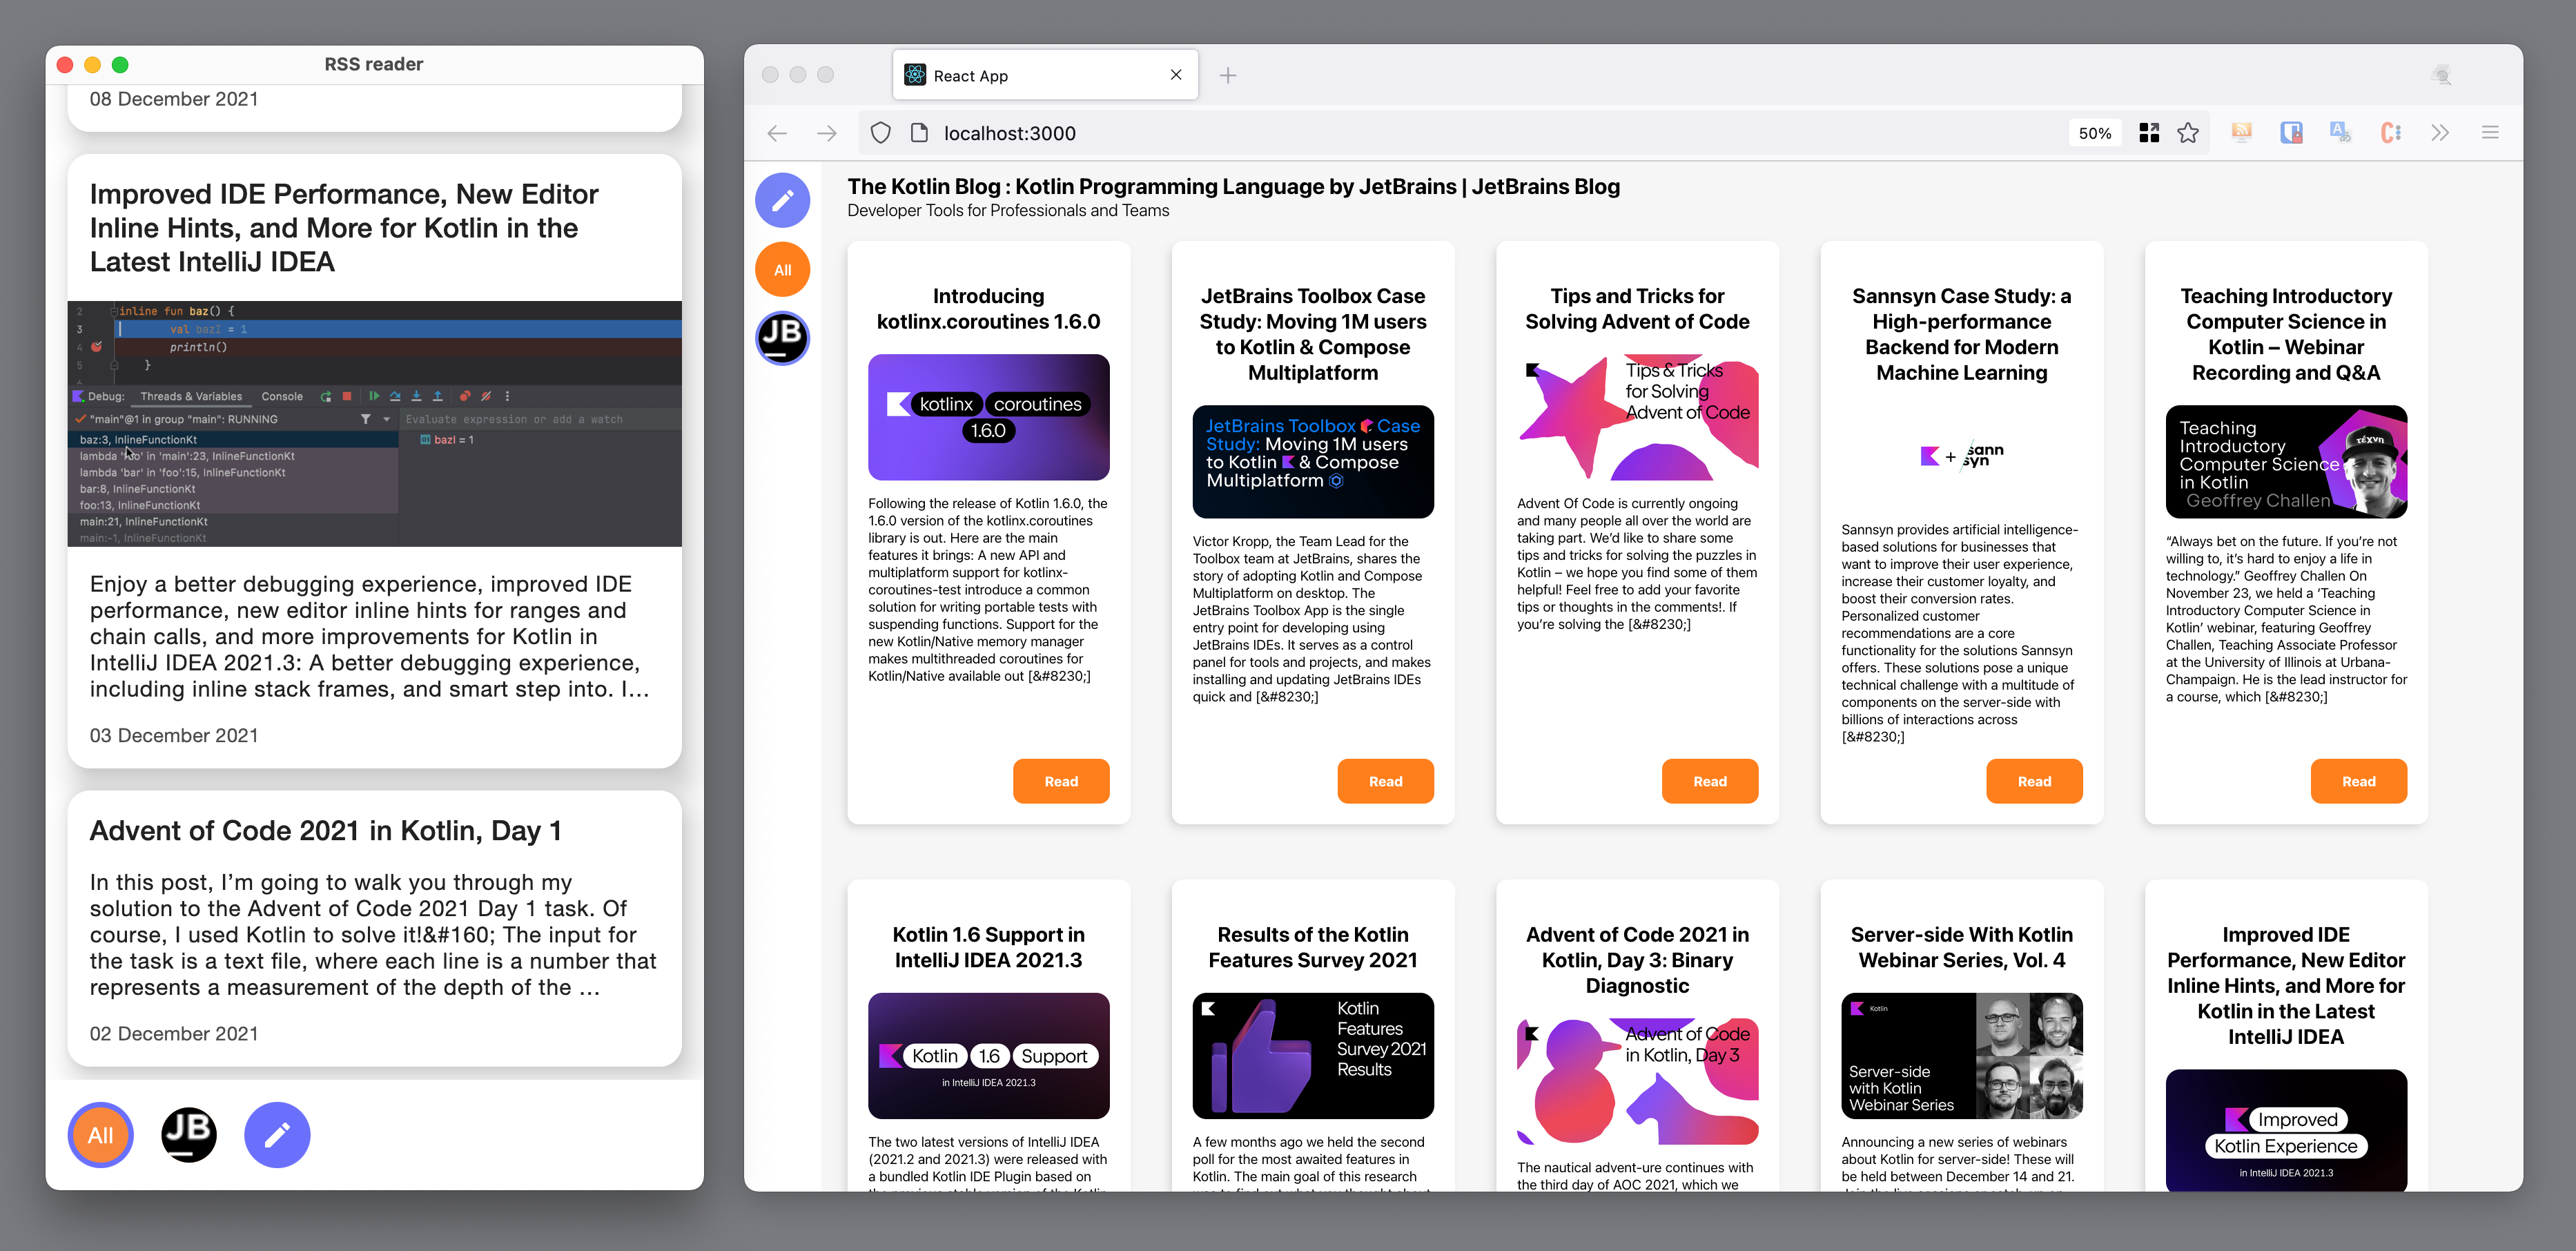 RSS reader
08 December 2021
Improved IDE Performance, New Editor
Inline Hints, and More for Kotlin in the
Latest IntelliJ IDEA
2 inline fun baz() {
3 val bazI = 1
4 println()
5 }
Debug: Threads & Variables Console
"main"@1 in group "main": RUNNING
Evaluate expression or add a watch
baz:3, InlineFunctionKt
bazI = 1
lambda 'foo' in 'main':23, InlineFunctionKt
lambda 'bar' in 'foo':15, InlineFunctionKt
bar:8, InlineFunctionKt
foo:13, InlineFunctionKt
main:21, InlineFunctionKt
main:-1, InlineFunctionKt
Enjoy a better debugging experience, improved IDE
performance, new editor inline hints for ranges and
chain calls, and more improvements for Kotlin in
IntelliJ IDEA 2021.3: A better debugging experience,
including inline stack frames, and smart step into. I...
03 December 2021
Advent of Code 2021 in Kotlin, Day 1
In this post, I’m going to walk you through my
solution to the Advent of Code 2021 Day 1 task. Of
course, I used Kotlin to solve it!&#160; The input for
the task is a text file, where each line is a number that
represents a measurement of the depth of the ...
02 December 2021
All
JB
React App
localhost:3000
50%
All
JB
The Kotlin Blog : Kotlin Programming Language by JetBrains | JetBrains Blog
Developer Tools for Professionals and Teams
Introducing
kotlinx.coroutines 1.6.0
kotlinx coroutines
1.6.0
Following the release of Kotlin 1.6.0, the
1.6.0 version of the kotlinx.coroutines
library is out. Here are the main
features it brings: A new API and
multiplatform support for kotlinx-
coroutines-test introduce a common
solution for writing portable tests with
suspending functions. Support for the
new Kotlin/Native memory manager
makes multithreaded coroutines for
Kotlin/Native available out [&#8230;]
Read
JetBrains Toolbox Case
Study: Moving 1M users
to Kotlin & Compose
Multiplatform
JetBrains Toolbox Case
Study: Moving 1M users
to Kotlin & Compose
Multiplatform
Victor Kropp, the Team Lead for the
Toolbox team at JetBrains, shares the
story of adopting Kotlin and Compose
Multiplatform on desktop. The
JetBrains Toolbox App is the single
entry point for developing using
JetBrains IDEs. It serves as a control
panel for tools and projects, and makes
installing and updating JetBrains IDEs
quick and [&#8230;]
Read
Tips and Tricks for
Solving Advent of Code
Tips & Tricks
for Solving
Advent of Code
Advent Of Code is currently ongoing
and many people all over the world are
taking part. We’d like to share some
tips and tricks for solving the puzzles in
Kotlin – we hope you find some of them
helpful! Feel free to add your favorite
tips or thoughts in the comments!. If
you’re solving the [&#8230;]
Read
Sannsyn Case Study: a
High-performance
Backend for Modern
Machine Learning
+ sann
syn
Sannsyn provides artificial intelligence-
based solutions for businesses that
want to improve their user experience,
increase their customer loyalty, and
boost their conversion rates.
Personalized customer
recommendations are a core
functionality for the solutions Sannsyn
offers. These solutions pose a unique
technical challenge with a multitude of
components on the server-side with
billions of interactions across
[&#8230;]
Read
Teaching Introductory
Computer Science in
Kotlin – Webinar
Recording and Q&A
Teaching
Introductory
Computer Science
in Kotlin
Geoffrey Challen
“Always bet on the future. If you’re not
willing to, it’s hard to enjoy a life in
technology.” Geoffrey Challen On
November 23, we held a ‘Teaching
Introductory Computer Science in
Kotlin’ webinar, featuring Geoffrey
Challen, Teaching Associate Professor
at the University of Illinois at Urbana-
Champaign. He is the lead instructor for
a course, which [&#8230;]
Read
Kotlin 1.6 Support in
IntelliJ IDEA 2021.3
Kotlin 1.6 Support
in IntelliJ IDEA 2021.3
The two latest versions of IntelliJ IDEA
(2021.2 and 2021.3) were released with
a bundled Kotlin IDE Plugin based on
Results of the Kotlin
Features Survey 2021
Kotlin
Features
Survey 2021
Results
A few months ago we held the second
poll for the most awaited features in
Kotlin. The main goal of this research
Advent of Code 2021 in
Kotlin, Day 3: Binary
Diagnostic
Advent of Code
in Kotlin, Day 3
The nautical advent-ure continues with
the third day of AOC 2021, which we
Server-side With Kotlin
Webinar Series, Vol. 4
Kotlin
Server-side
with Kotlin
Webinar Series
Announcing a new series of webinars
about Kotlin for server-side! These will
be held between December 14 and 21.
Improved IDE
Performance, New Editor
Inline Hints, and More for
Kotlin in the Latest
IntelliJ IDEA
Improved
Kotlin Experience
in IntelliJ IDEA 2021.3